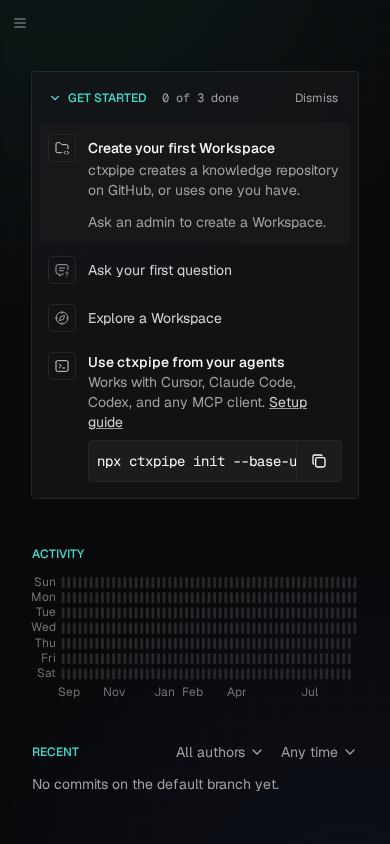 GET STARTED 0 of 3 done Dismiss
Create your first Workspace
ctxpipe creates a knowledge repository
on GitHub, or uses one you have.
Ask an admin to create a Workspace.
Ask your first question
Explore a Workspace
Use ctxpipe from your agents
Works with Cursor, Claude Code,
Codex, and any MCP client. Setup
guide
npx ctxpipe init --base-u
ACTIVITY
Sun
Mon
Tue
Wed
Thu
Fri
Sat
Sep Nov Jan Feb Apr Jul
RECENT All authors Any time
No commits on the default branch yet.